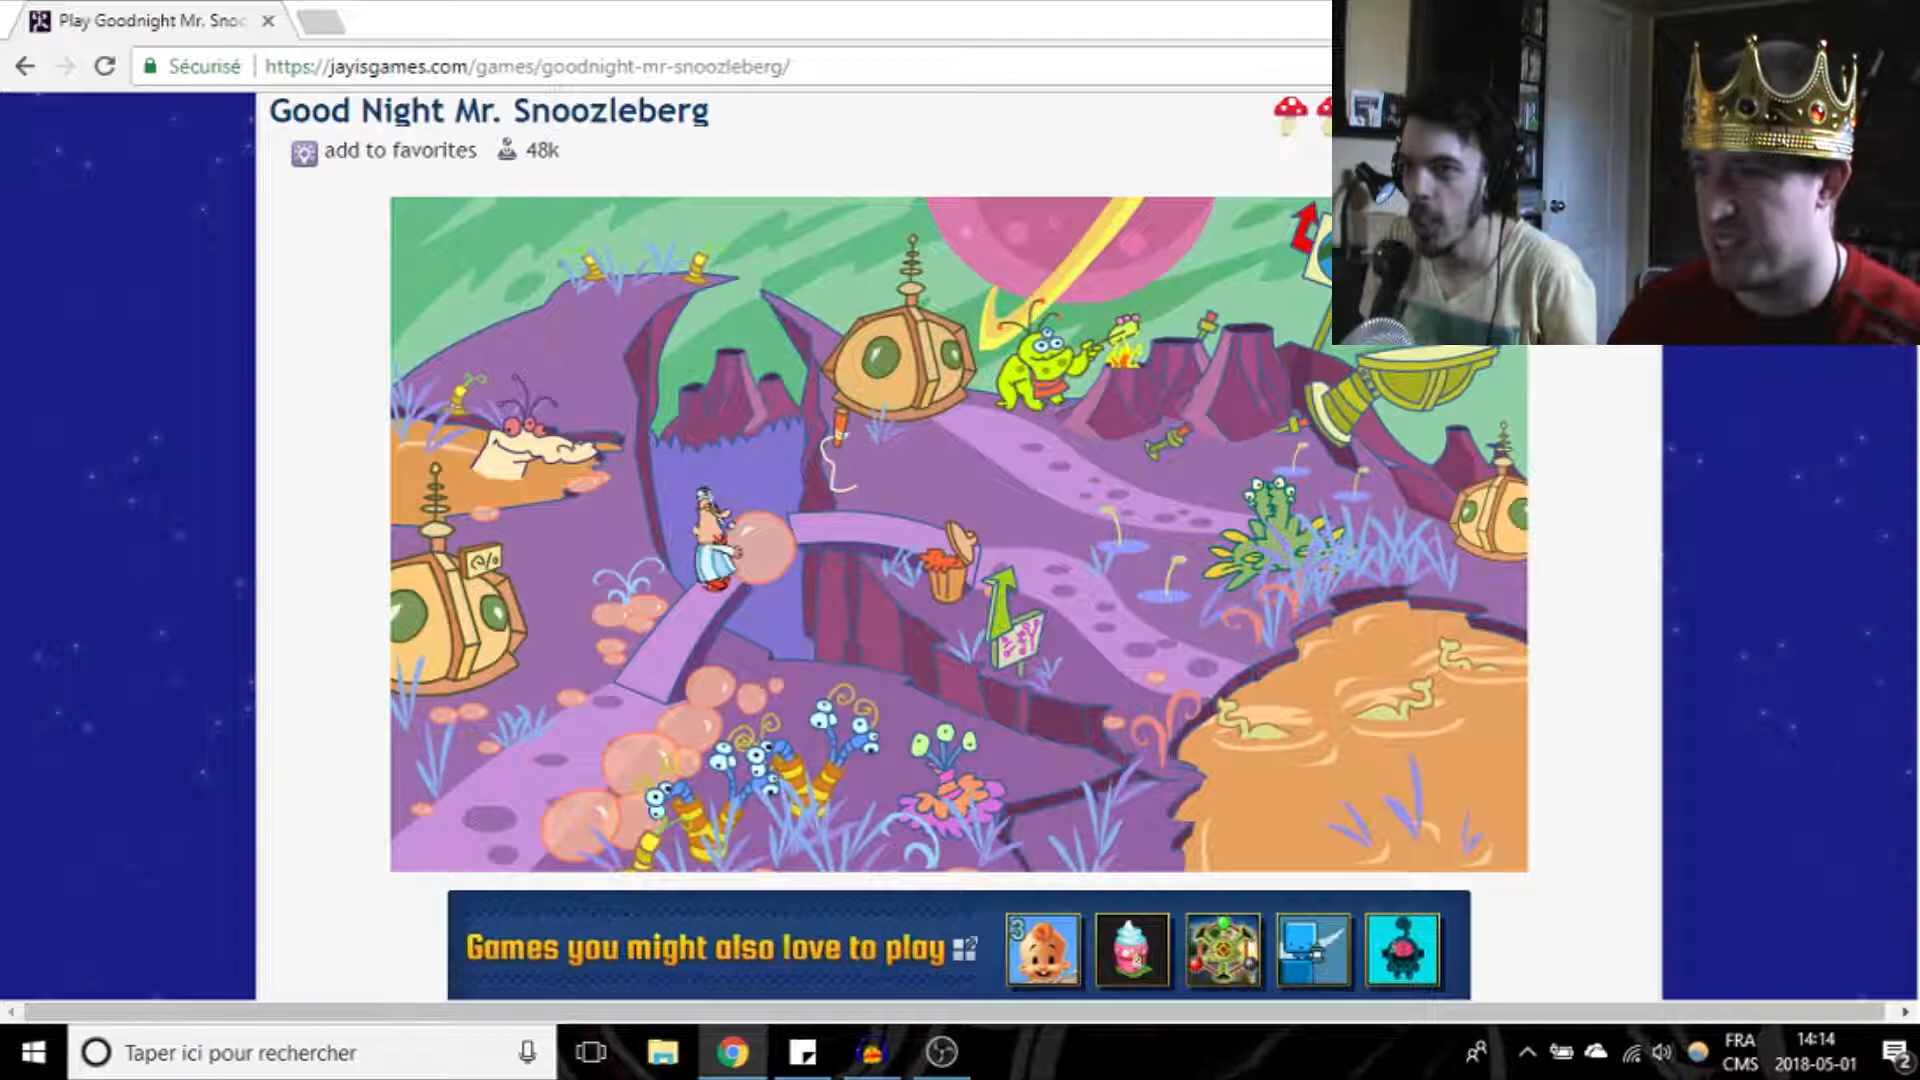 Play Goodnight Mr. Snoo
Sécurisé
https://jayisgames.com/games/goodnight-mr-snoozleberg/
Good Night Mr. Snoozleberg
add to favorites 48k
Games you might also love to play
3
Taper ici pour rechercher
FRA
CMS
14:14
2018-05-01
2